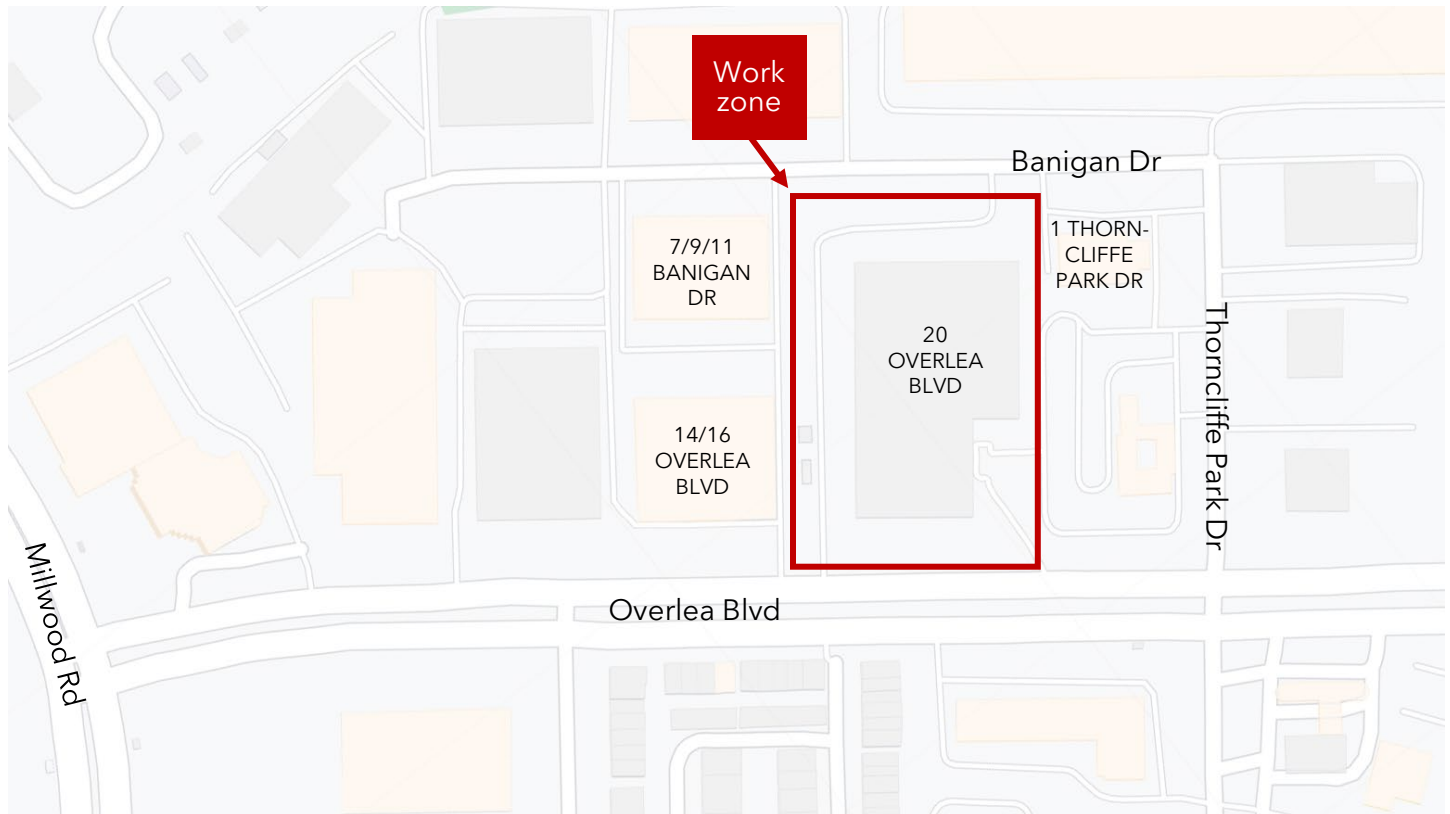 Work
zone
Banigan Dr
7/9/11
BANIGAN
DR
1 THORN-
CLIFFE
PARK DR
20
OVERLEA
BLVD
Thorncliffe Park Dr
14/16
OVERLEA
BLVD
Millwood Rd
Overlea Blvd